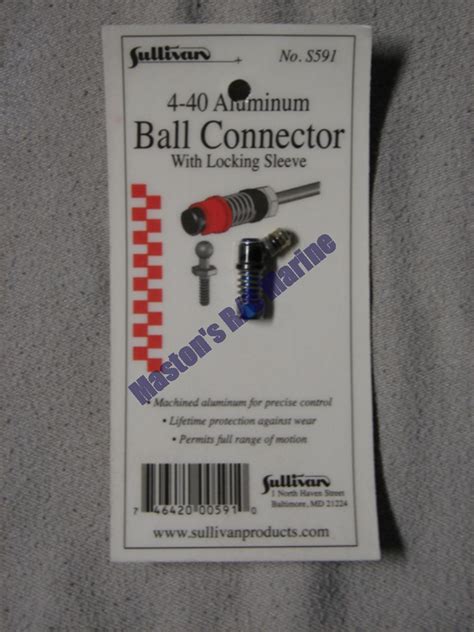 Sullivan
No. S591
4-40 Aluminum
Ball Connector
With Locking Sleeve
Maston's R/C Marine
• Machined aluminum for precise control
• Lifetime protection against wear
• Permits full range of motion
Sullivan
1 North Haven Street
Baltimore, MD 21224
7 46420 00591 0
www.sullivanproducts.com